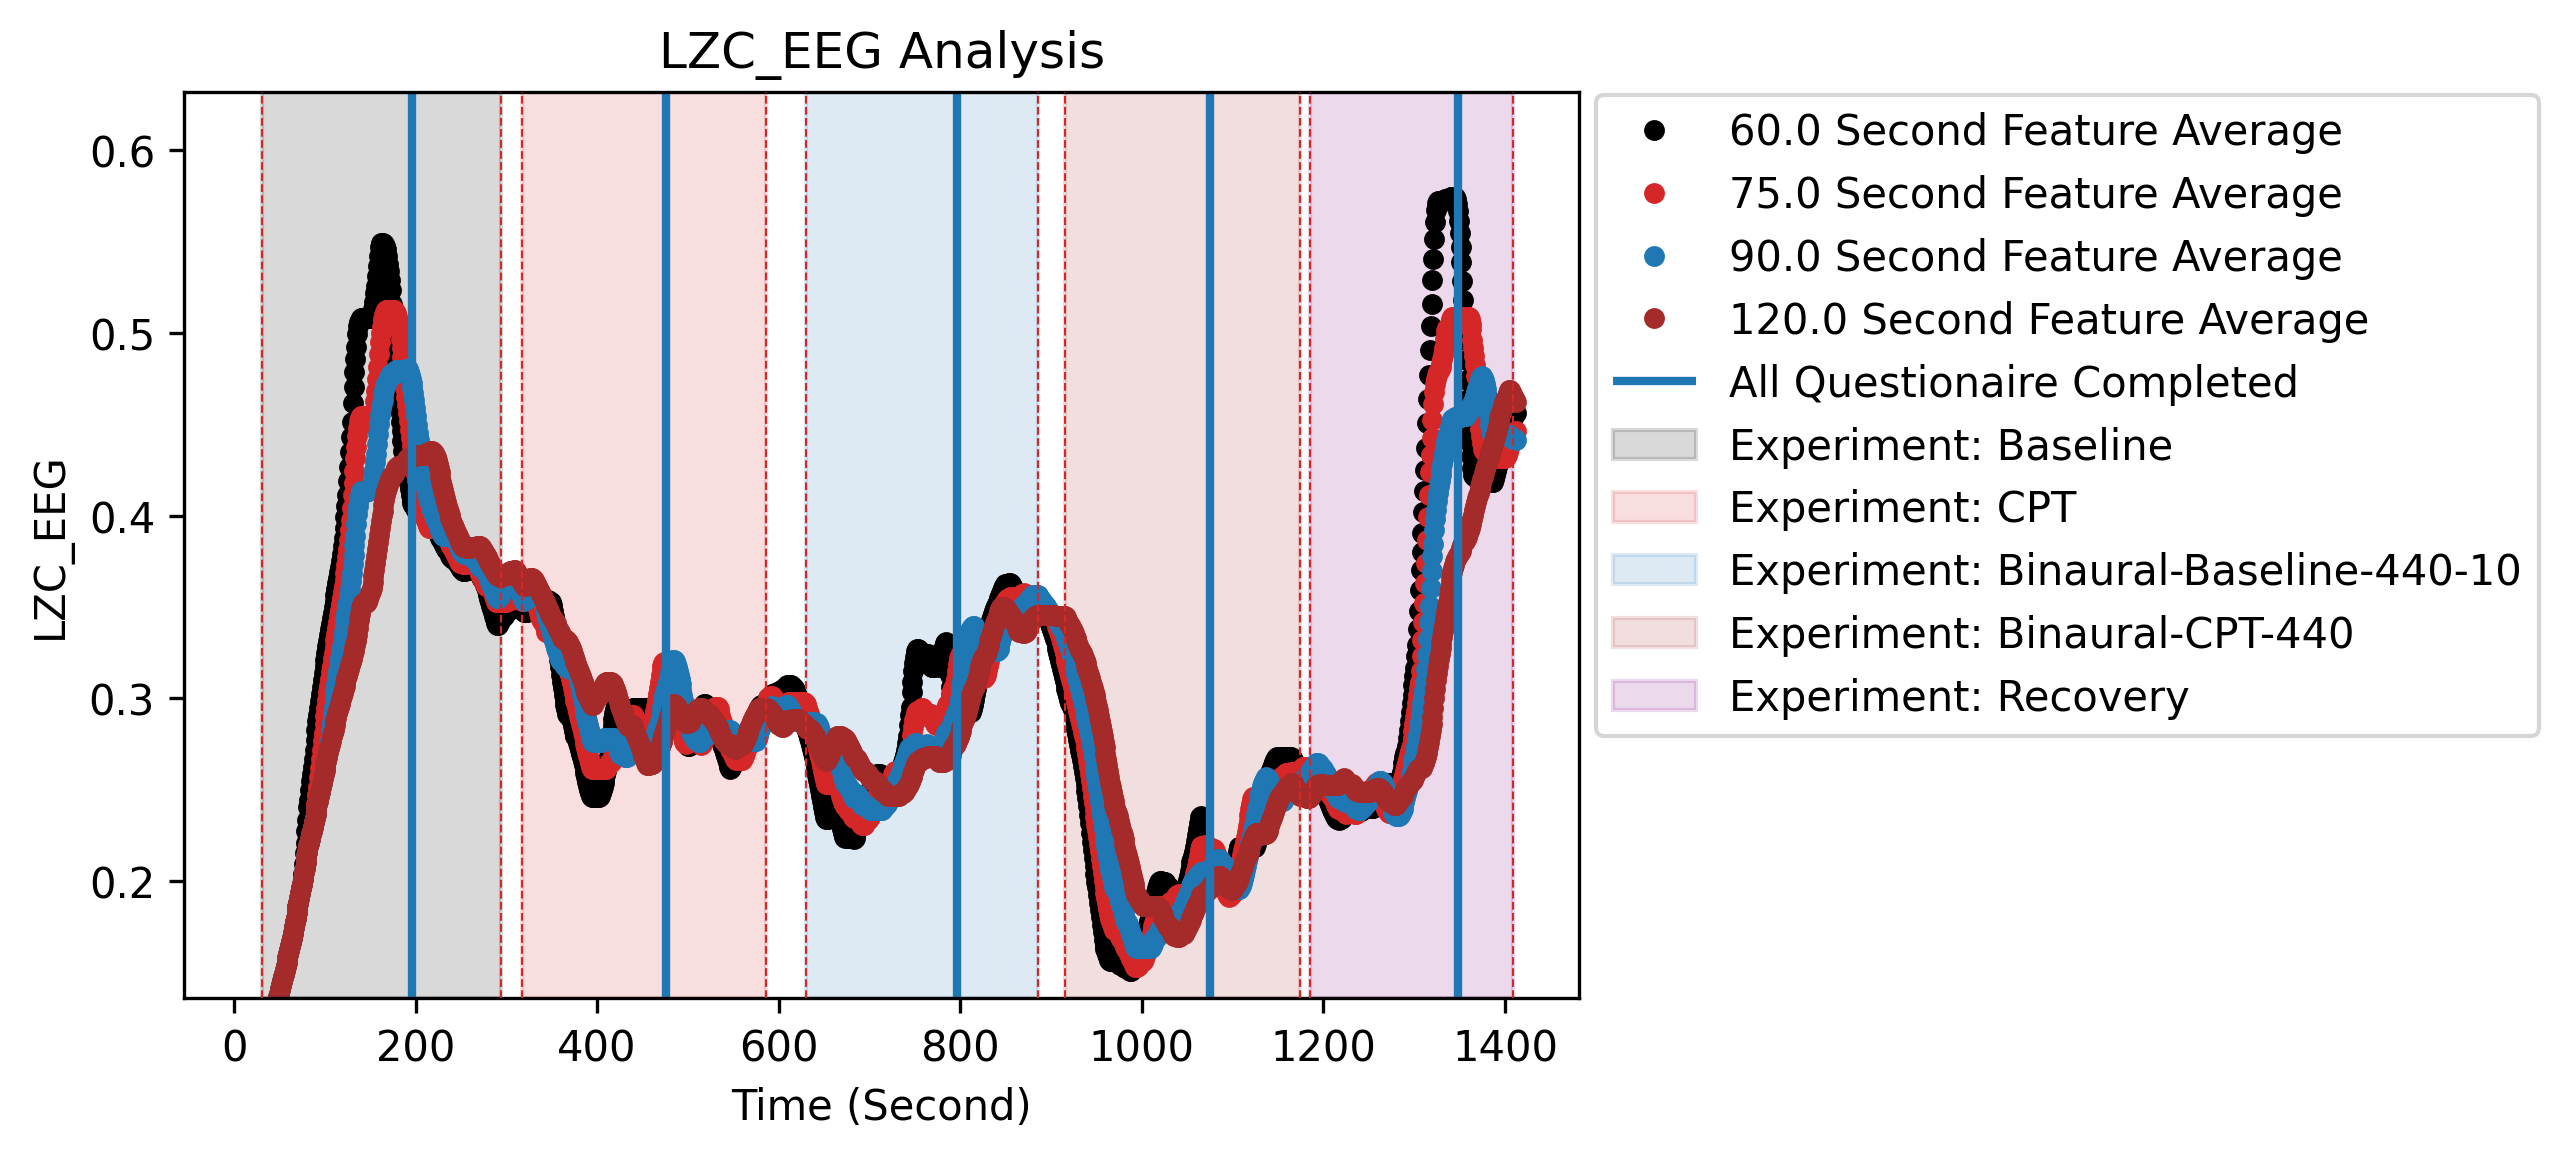 LZC_EEG Analysis
LZC_EEG
0.6
0.5
0.4
0.3
0.2
0
200
400
600
800
1000
1200
1400
Time (Second)
60.0 Second Feature Average
75.0 Second Feature Average
90.0 Second Feature Average
120.0 Second Feature Average
All Questionaire Completed
Experiment: Baseline
Experiment: CPT
Experiment: Binaural-Baseline-440-10
Experiment: Binaural-CPT-440
Experiment: Recovery